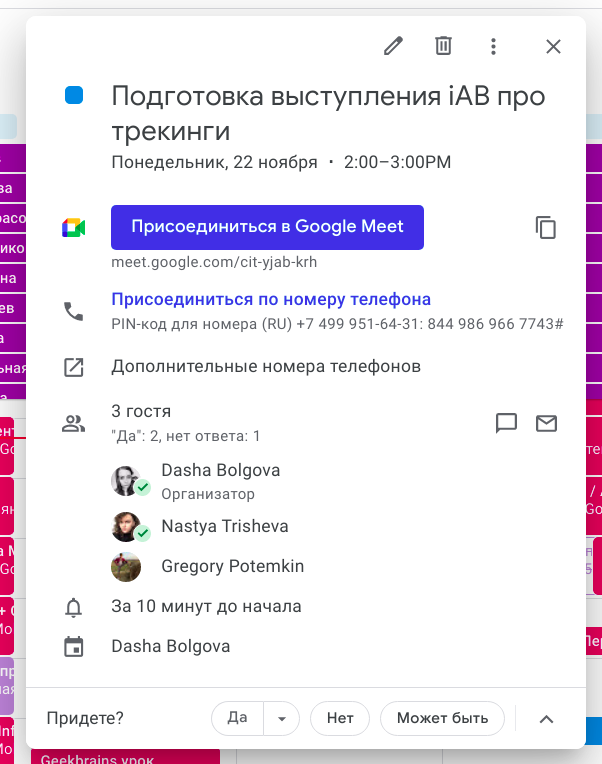 Подготовка выступления iAB про
трекинги
Понедельник, 22 ноября · 2:00–3:00PM
Присоединиться в Google Meet
meet.google.com/cit-yjab-krh
Присоединиться по номеру телефона
PIN-код для номера (RU) +7 499 951-64-31: 844 986 966 7743#
Дополнительные номера телефонов
3 гостя
"Да": 2, нет ответа: 1
Dasha Bolgova
Организатор
Nastya Trisheva
Gregory Potemkin
За 10 минут до начала
Dasha Bolgova
Придете?
Да
Нет
Может быть
Geekbrains урок